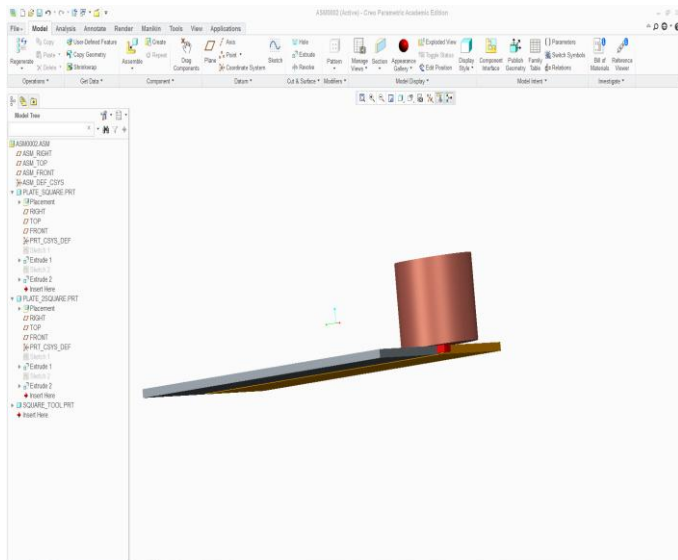 ASM0002 (Active) - Creo Parametric Academic Edition
File Model Analysis Annotate Render Manikin Tools View Applications
Regenerate
Copy
Paste
Delete
User-Defined Feature
Copy Geometry
Shrinkwrap
Assemble
Create
Repeat
Drag Components
Plane
Axis
Point
Coordinate System
Sketch
Hole
Extrude
Revolve
Pattern
Manage Views
Section
Appearance Gallery
Exploded View
Toggle Status
Edit Position
Display Style
Component Interface
Publish Geometry
Family Table
Parameters
Switch Symbols
Relations
Bill of Materials
Reference Viewer
Operations Get Data Component Datum Cut & Surface Modifiers Model Display Model Intent Investigate
Model Tree
ASM0002.ASM
ASM_RIGHT
ASM_TOP
ASM_FRONT
ASM_DEF_CSYS
PLATE_SQUARE.PRT
Placement
RIGHT
TOP
FRONT
PRT_CSYS_DEF
Sketch 1
Extrude 1
Sketch 2
Extrude 2
Insert Here
PLATE_2SQUARE.PRT
Placement
RIGHT
TOP
FRONT
PRT_CSYS_DEF
Sketch 1
Extrude 1
Sketch 2
Extrude 2
Insert Here
SQUARE_TOOL.PRT
Insert Here